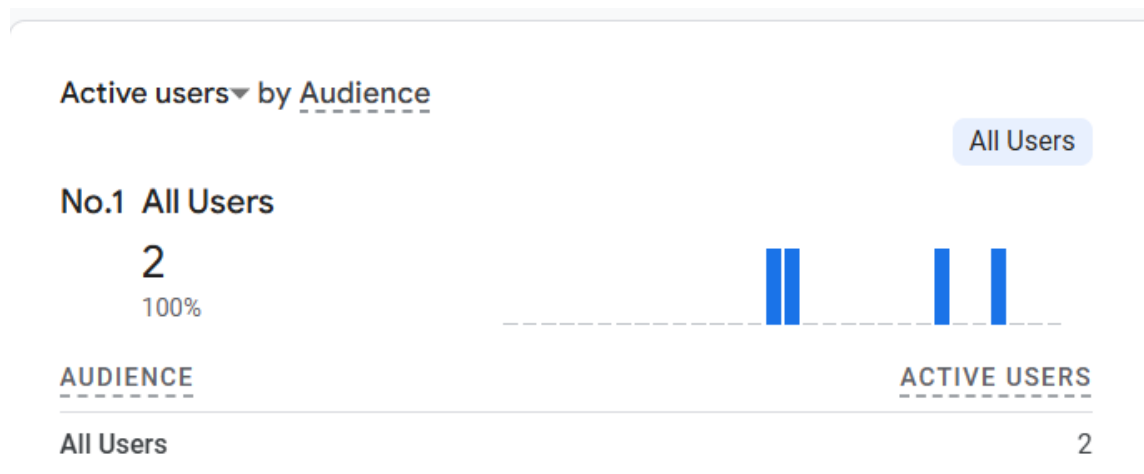 Active users by Audience
All Users
No.1 All Users
2
100%
AUDIENCE ACTIVE USERS
All Users 2